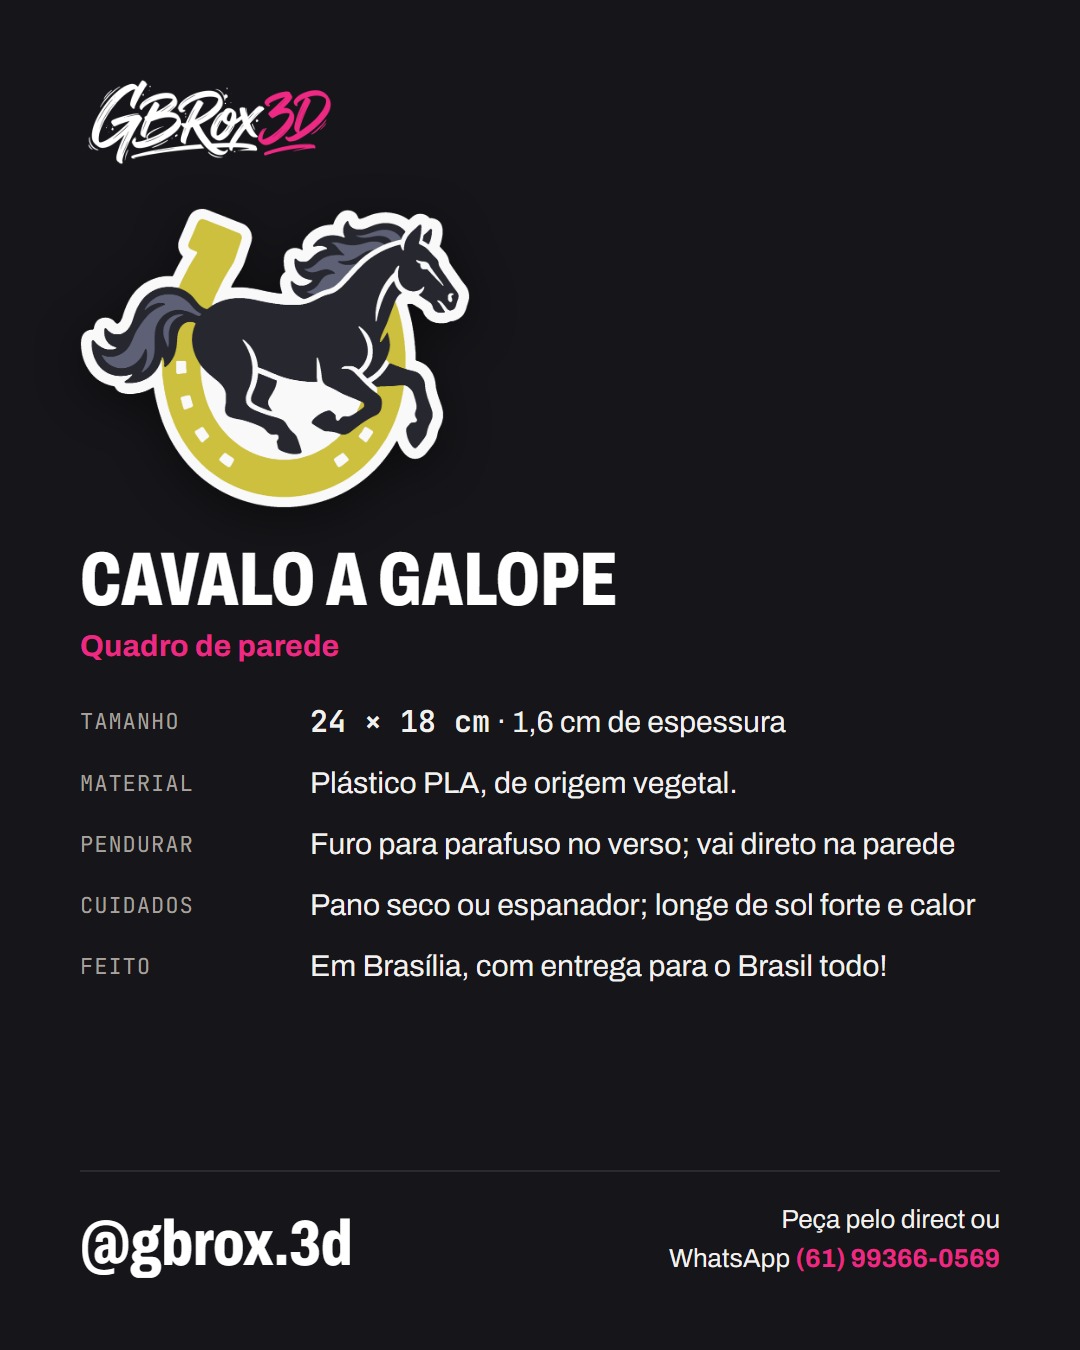 GBRox3D
CAVALO A GALOPE
Quadro de parede
TAMANHO 24 × 18 cm · 1,6 cm de espessura
MATERIAL Plástico PLA, de origem vegetal.
PENDURAR Furo para parafuso no verso; vai direto na parede
CUIDADOS Pano seco ou espanador; longe de sol forte e calor
FEITO Em Brasília, com entrega para o Brasil todo!
@gbrox.3d
Peça pelo direct ou
WhatsApp (61) 99366-0569